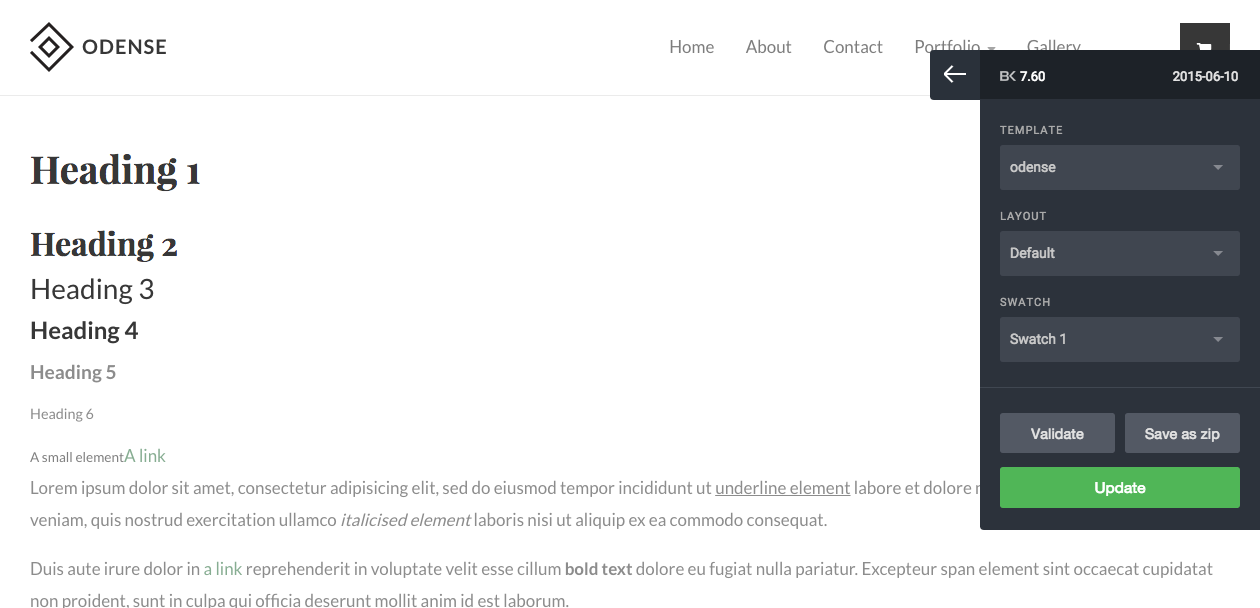 ODENSE
Home About Contact Portfolio Gallery
BK 7.60 2015-06-10
TEMPLATE
odense
LAYOUT
Default
SWATCH
Swatch 1
Validate Save as zip
Update
Heading 1
Heading 2
Heading 3
Heading 4
Heading 5
Heading 6
A small elementA link
Lorem ipsum dolor sit amet, consectetur adipisicing elit, sed do eiusmod tempor incididunt ut underline element labore et dolore
veniam, quis nostrud exercitation ullamco italicised element laboris nisi ut aliquip ex ea commodo consequat.
Duis aute irure dolor in a link reprehenderit in voluptate velit esse cillum bold text dolore eu fugiat nulla pariatur. Excepteur span element sint occaecat cupidatat
non proident, sunt in culpa qui officia deserunt mollit anim id est laborum.